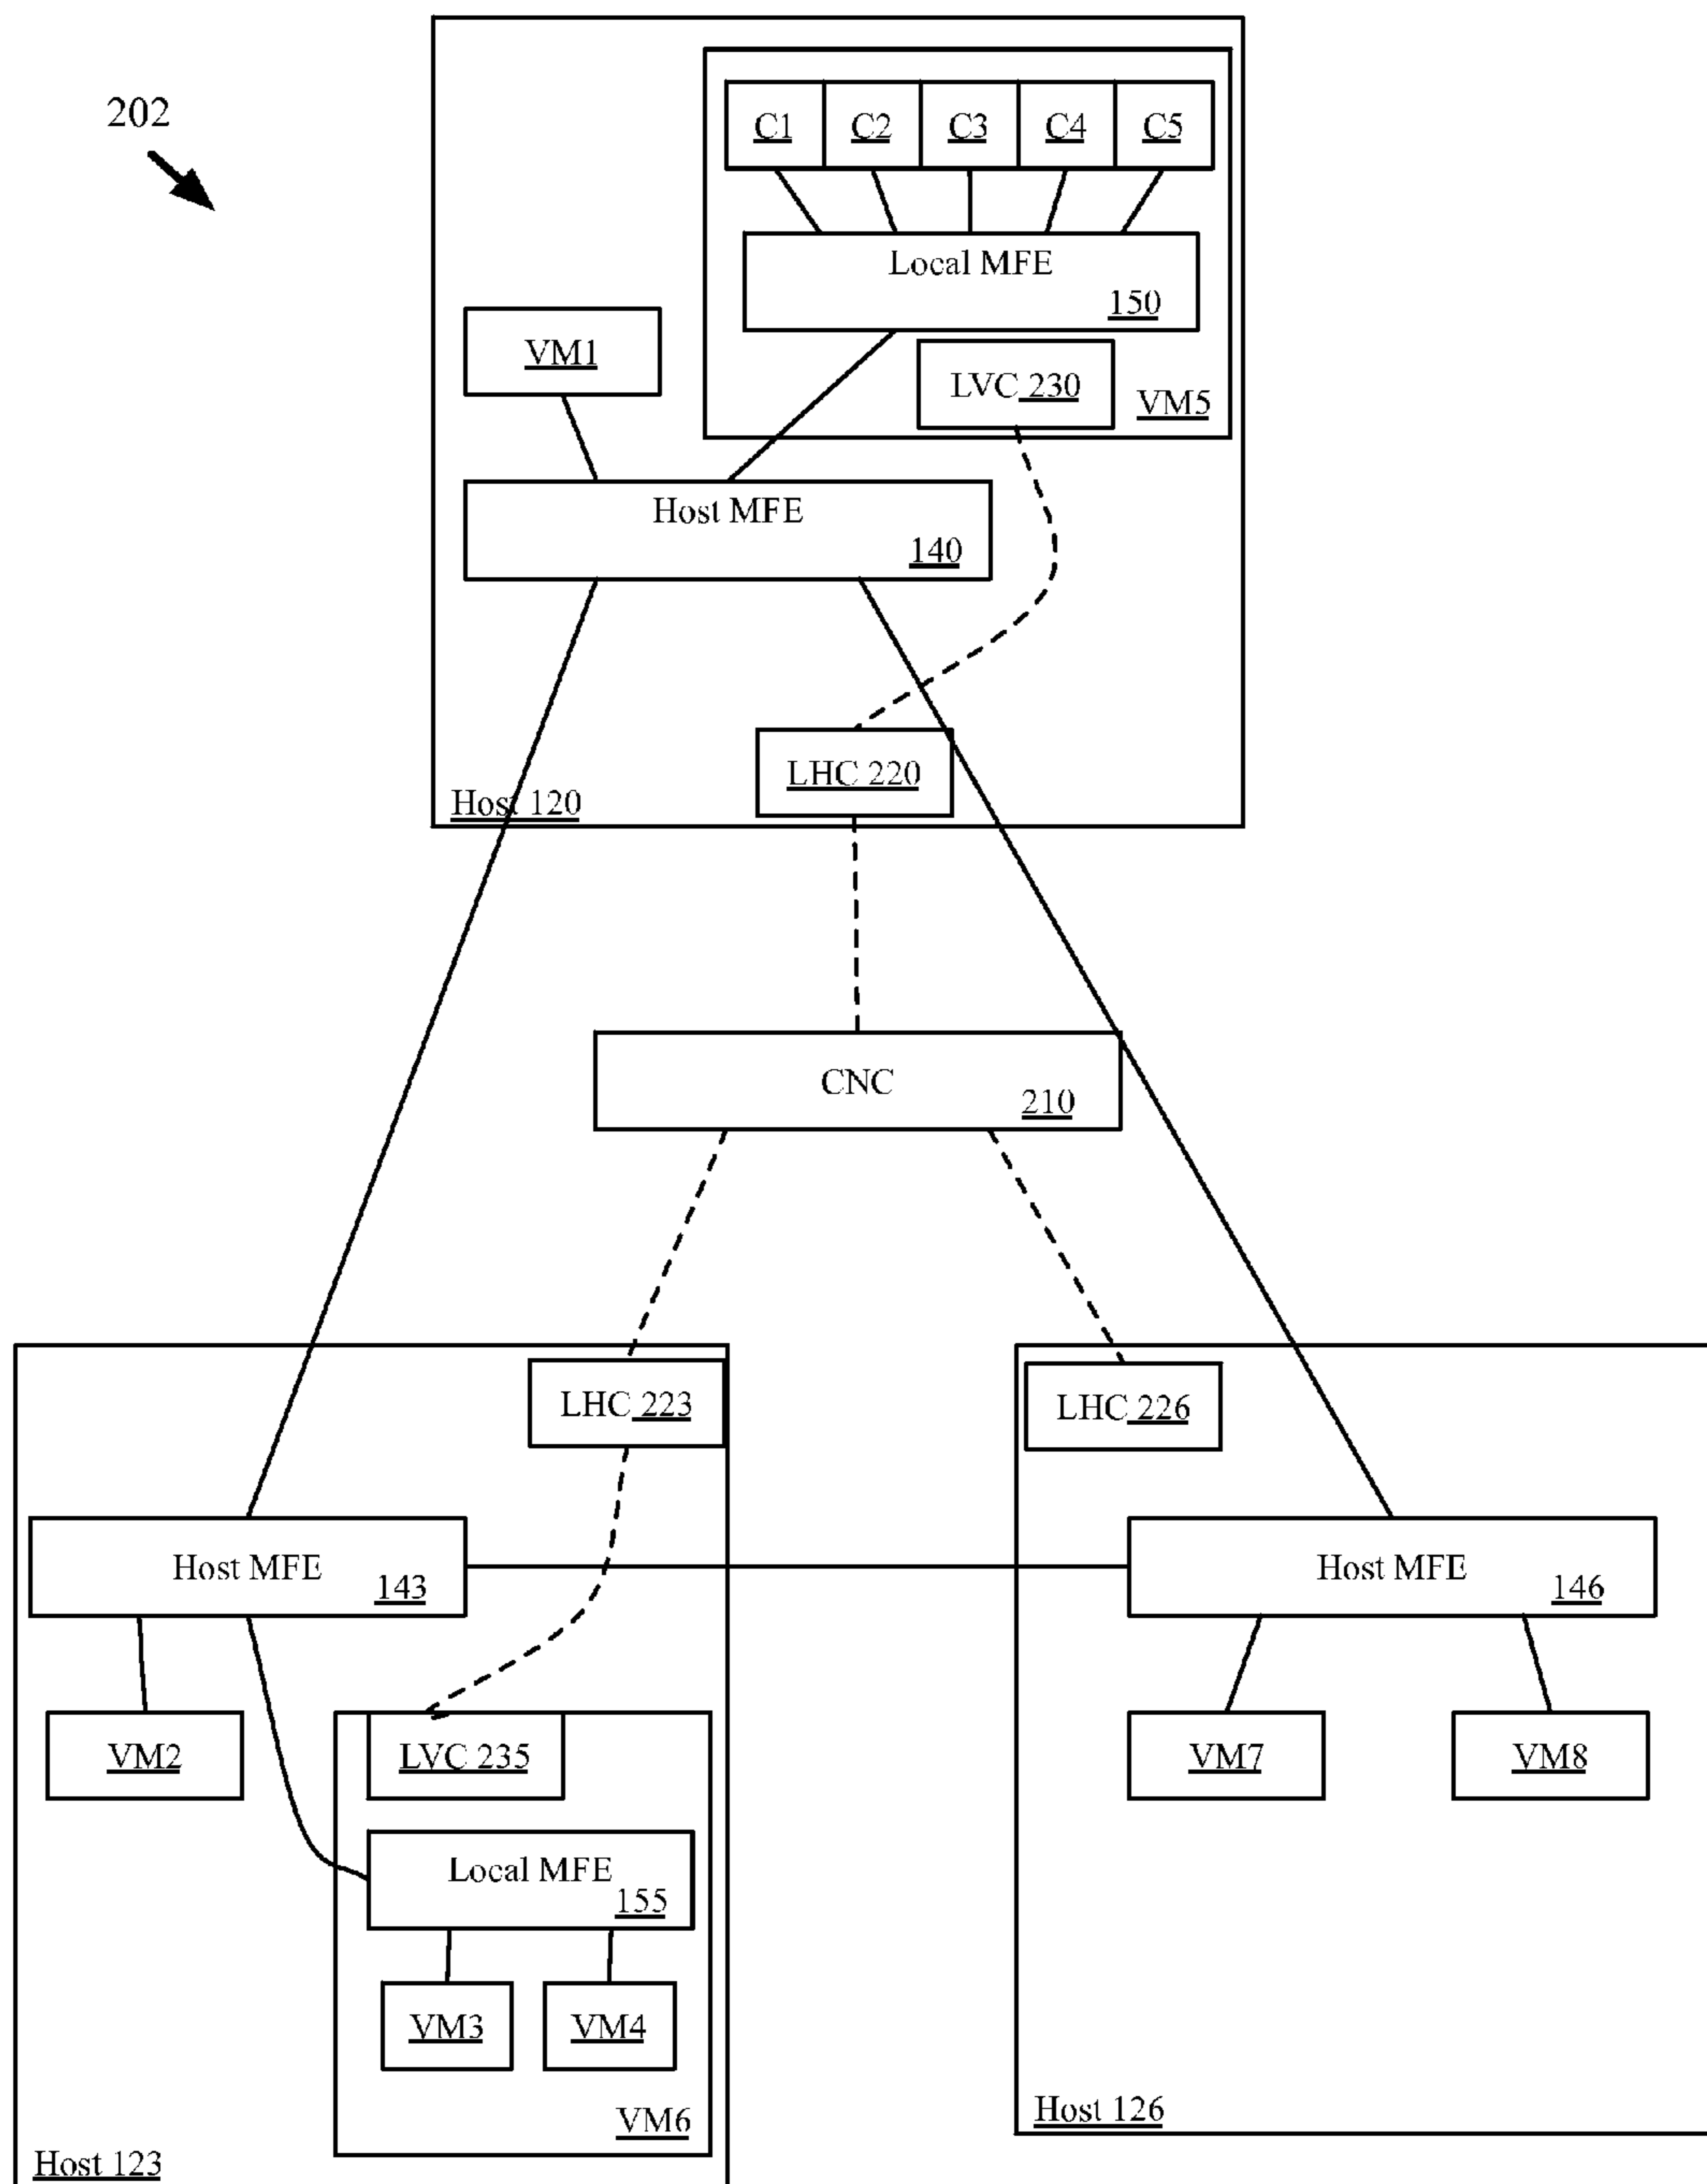 202
C1 C2 C3 C4 C5
Local MFE
150
VM1
LVC 230
VM5
Host MFE
140
LHC 220
Host 120
CNC
210
LHC 223
LHC 226
Host MFE
143
Host MFE
146
VM2
LVC 235
VM7
VM8
Local MFE
155
VM3
VM4
VM6
Host 126
Host 123